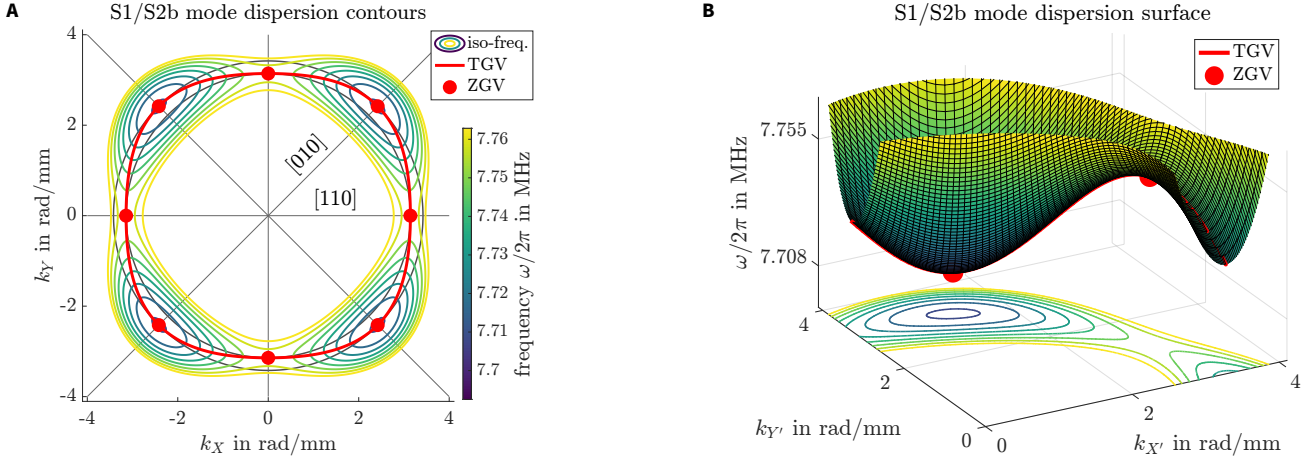 A
S1/S2b mode dispersion contours
4
2
0
-2
-4
-4
-2
0
2
4
k_Y in rad/mm
k_X in rad/mm
[010]
[110]
iso-freq.
TGV
ZGV
7.76
7.75
7.74
7.73
7.72
7.71
7.7
frequency ω/2π in MHz
B
S1/S2b mode dispersion surface
TGV
ZGV
7.755
7.708
ω/2π in MHz
4
2
0
k_Y′ in rad/mm
0
2
4
k_X′ in rad/mm